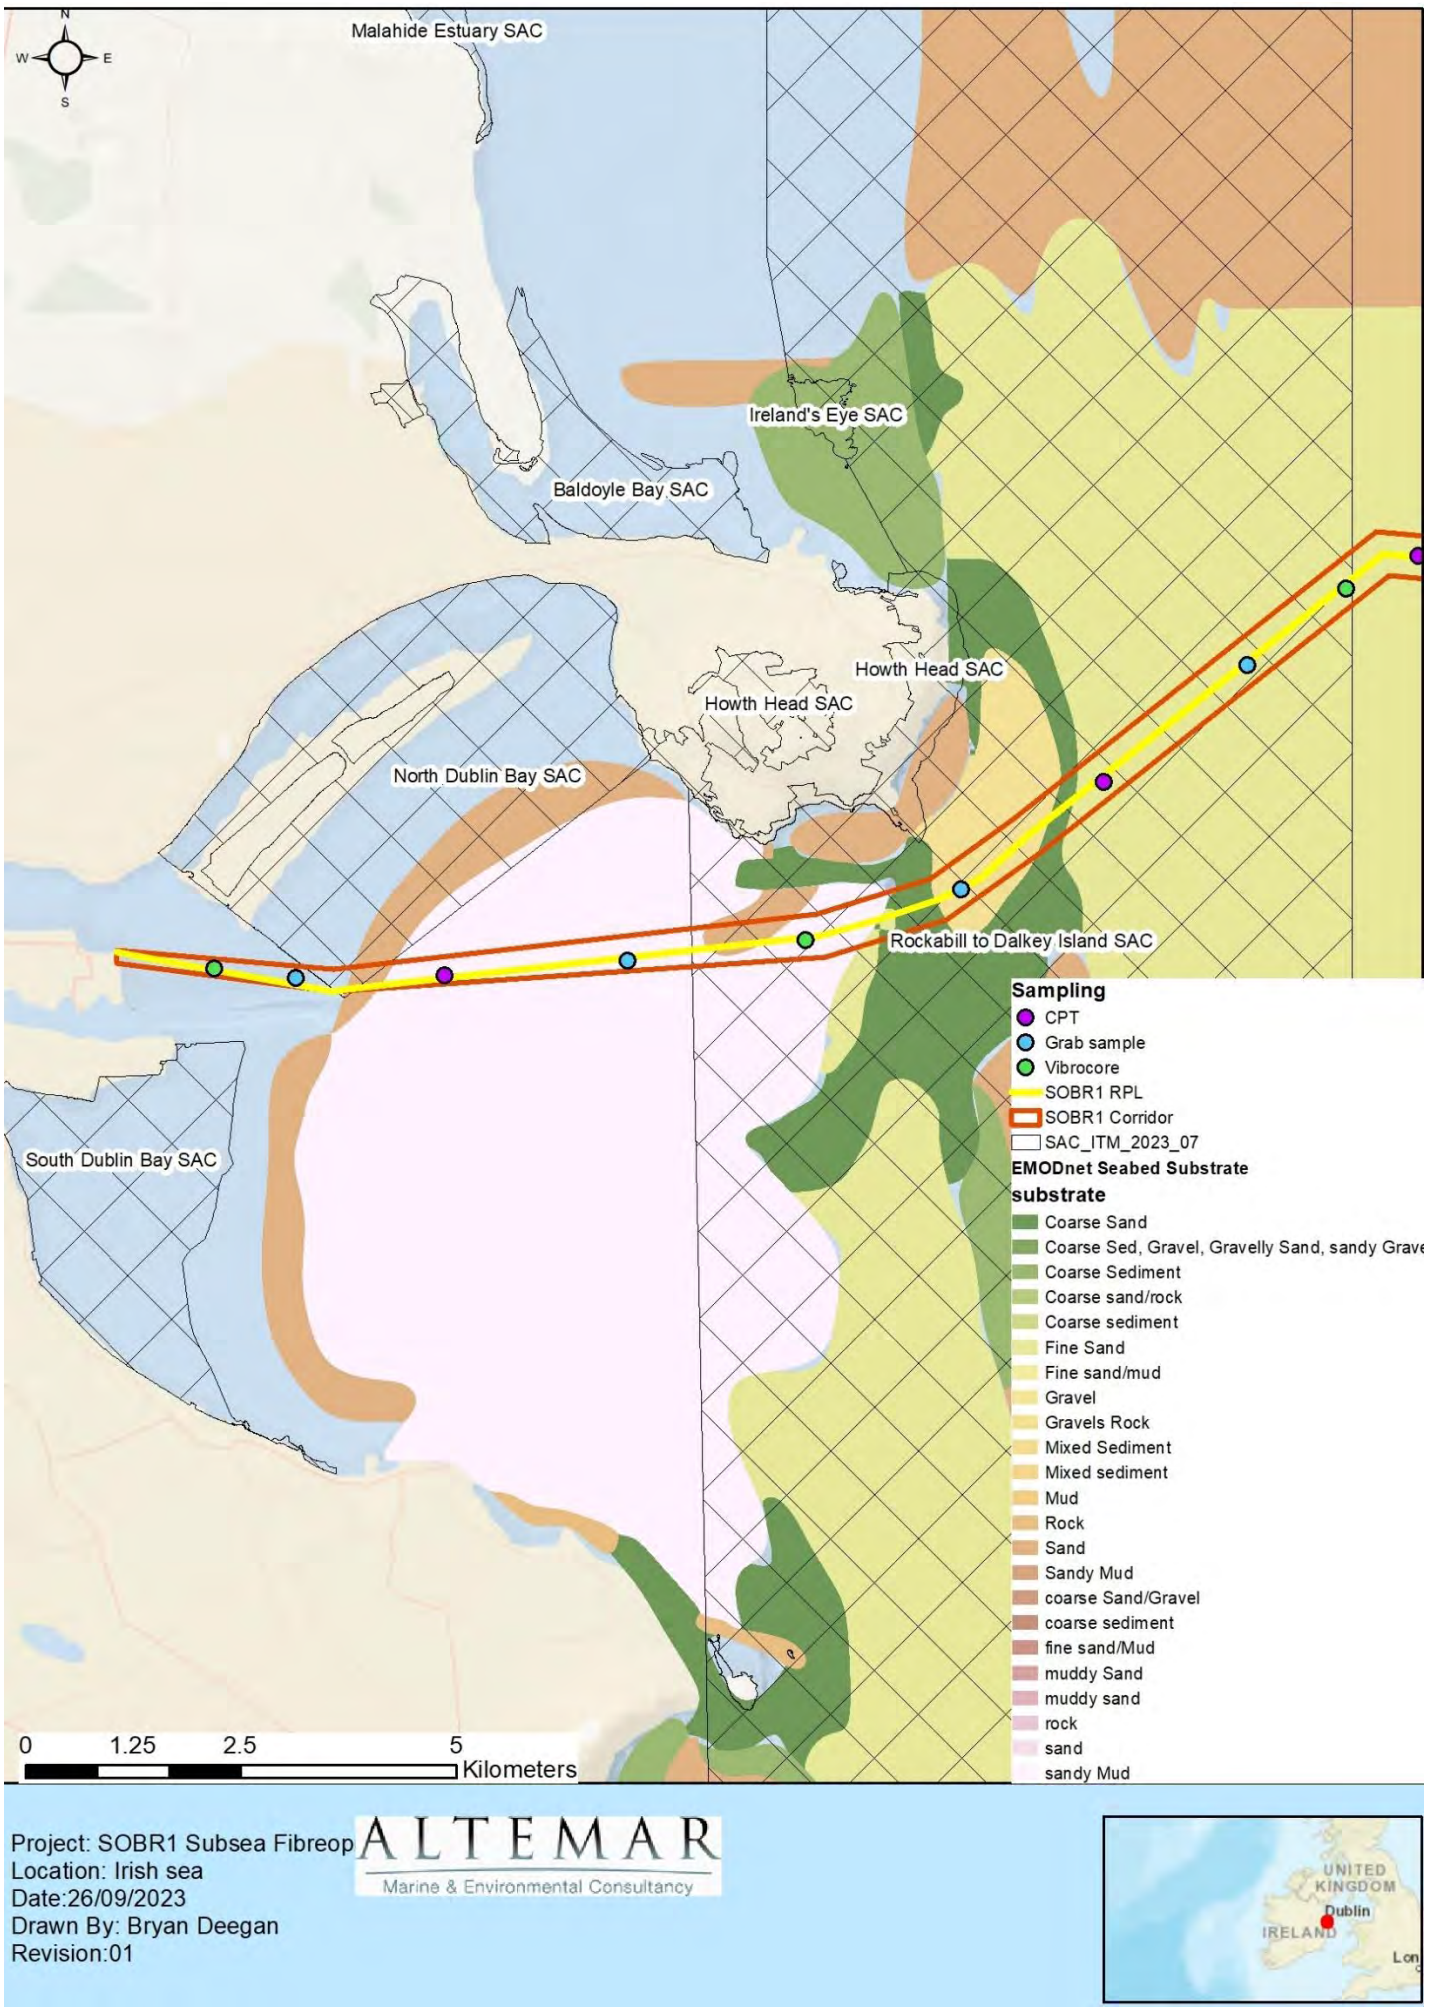 N
W
E
S
Malahide Estuary SAC
Ireland's Eye SAC
Baldoyle Bay SAC
Howth Head SAC
Howth Head SAC
North Dublin Bay SAC
Rockabill to Dalkey Island SAC
South Dublin Bay SAC
Sampling
CPT
Grab sample
Vibrocore
SOBR1 RPL
SOBR1 Corridor
SAC_ITM_2023_07
EMODnet Seabed Substrate
substrate
Coarse Sand
Coarse Sed, Gravel, Gravelly Sand, sandy Grave
Coarse Sediment
Coarse sand/rock
Coarse sediment
Fine Sand
Fine sand/mud
Gravel
Gravels Rock
Mixed Sediment
Mixed sediment
Mud
Rock
Sand
Sandy Mud
coarse Sand/Gravel
coarse sediment
fine sand/Mud
muddy Sand
muddy sand
rock
sand
sandy Mud
0 1.25 2.5 5
Kilometers
Project: SOBR1 Subsea Fibreop
Location: Irish sea
Date:26/09/2023
Drawn By: Bryan Deegan
Revision:01
ALTEMAR
Marine & Environmental Consultancy
UNITED
KINGDOM
Dublin
IRELAND
Lon